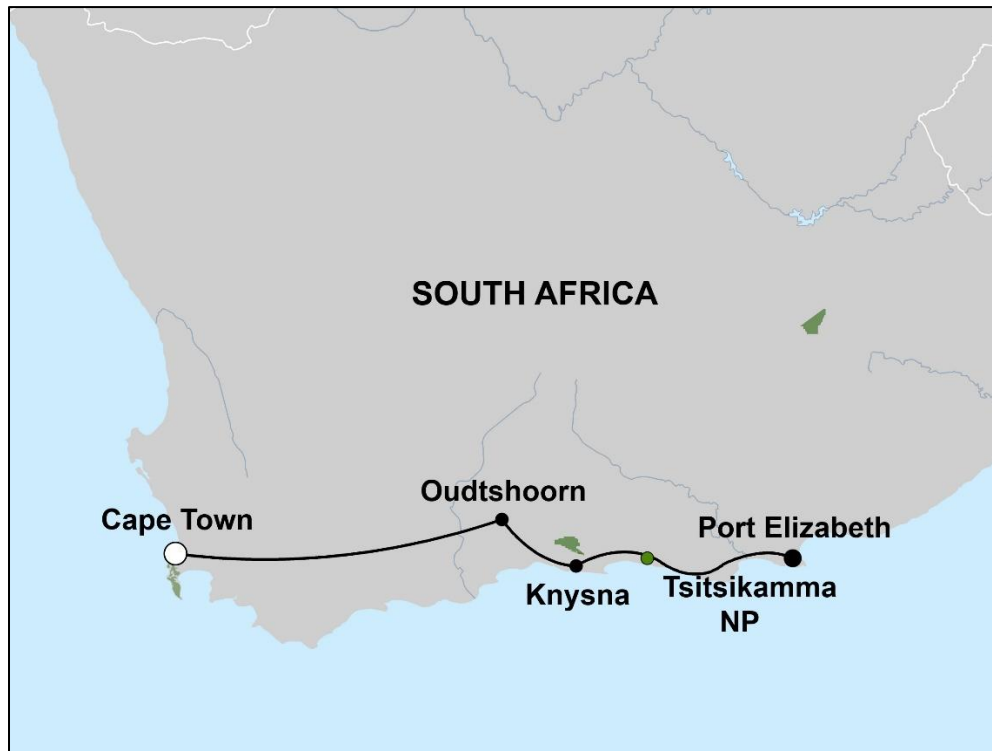 SOUTH AFRICA
Oudtshoorn
Cape Town
Port Elizabeth
Knysna
Tsitsikamma
NP